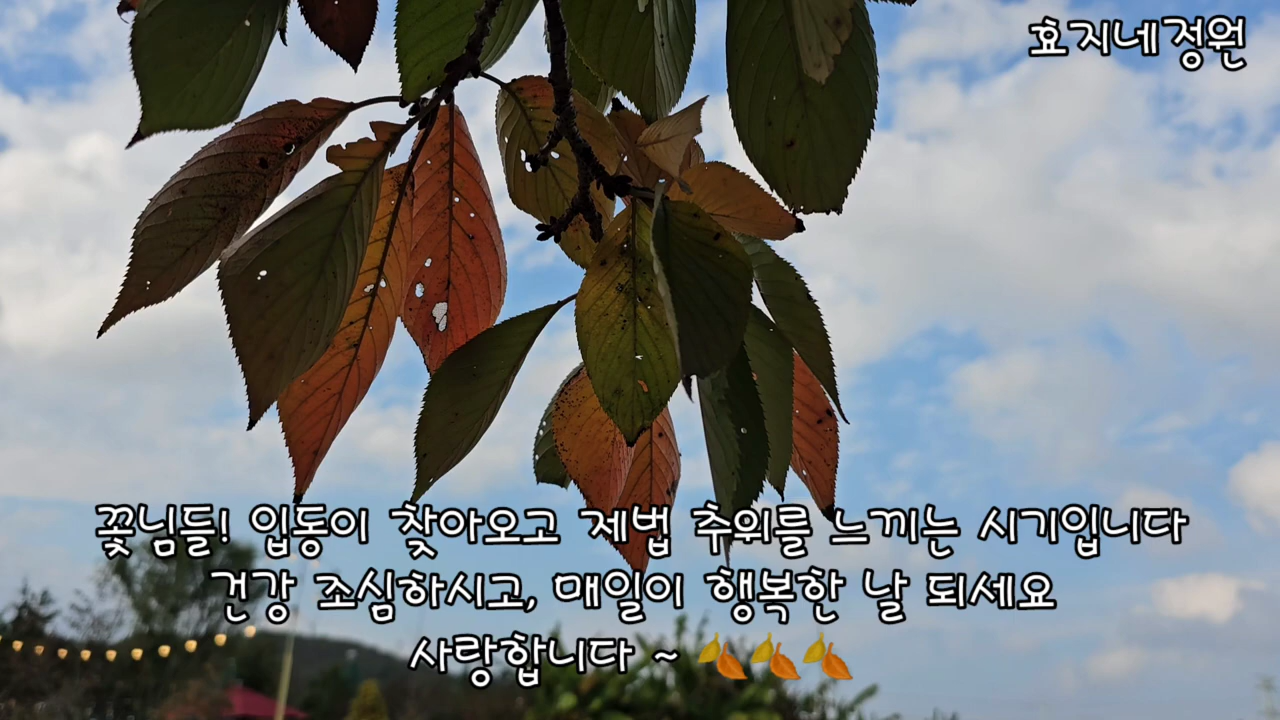 효지네정원
꽃님들! 입동이 찾아오고 제법 추위를 느끼는 시기입니다
건강 조심하시고, 매일이 행복한 날 되세요
사랑합니다 ~ 🍂🍂🍂